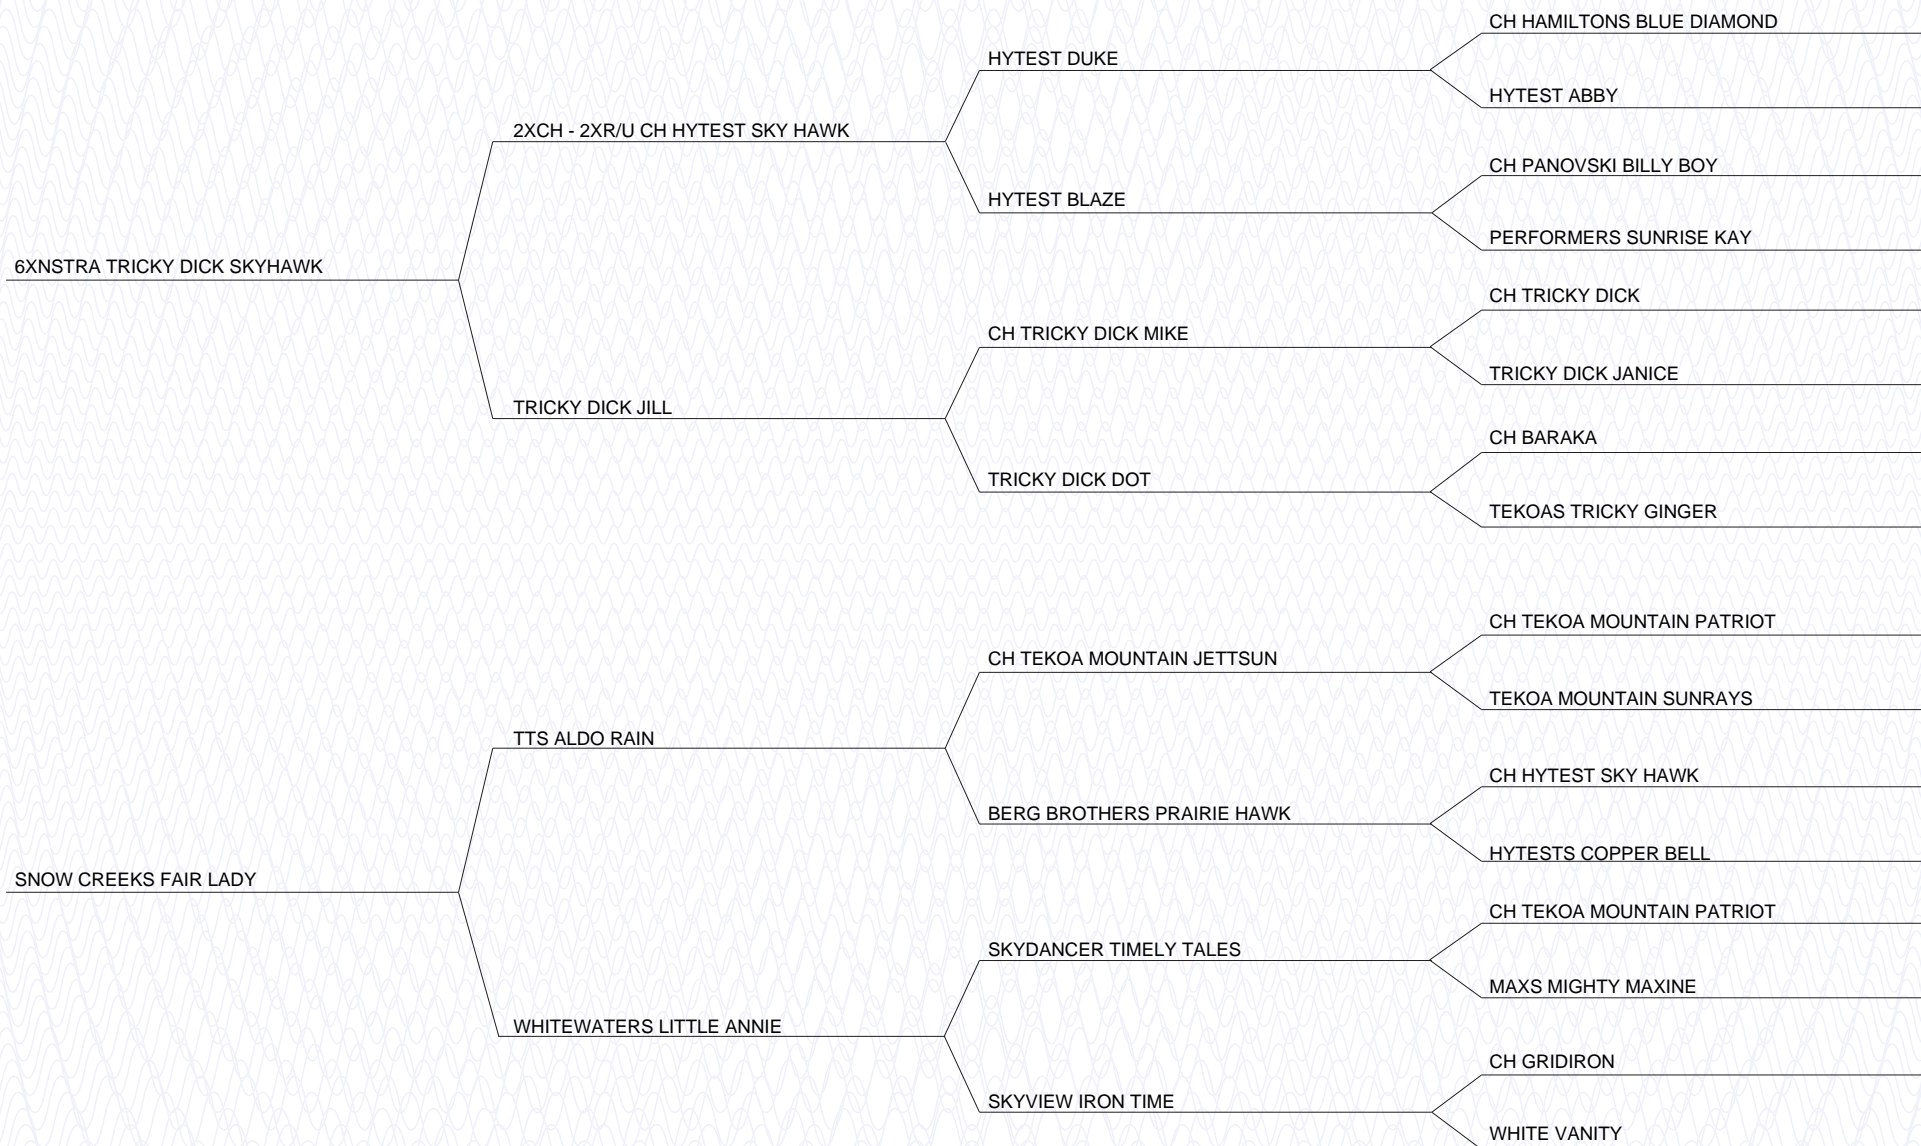 CH HAMILTONS BLUE DIAMOND
HYTEST DUKE
HYTEST ABBY
2XCH - 2XR/U CH HYTEST SKY HAWK
CH PANOVSKI BILLY BOY
HYTEST BLAZE
PERFORMERS SUNRISE KAY
6XNSTRA TRICKY DICK SKYHAWK
CH TRICKY DICK
CH TRICKY DICK MIKE
TRICKY DICK JANICE
TRICKY DICK JILL
CH BARAKA
TRICKY DICK DOT
TEKOAS TRICKY GINGER
CH TEKOA MOUNTAIN PATRIOT
CH TEKOA MOUNTAIN JETTSUN
TEKOA MOUNTAIN SUNRAYS
TTS ALDO RAIN
CH HYTEST SKY HAWK
BERG BROTHERS PRAIRIE HAWK
HYTESTS COPPER BELL
SNOW CREEKS FAIR LADY
CH TEKOA MOUNTAIN PATRIOT
SKYDANCER TIMELY TALES
MAXS MIGHTY MAXINE
WHITEWATERS LITTLE ANNIE
CH GRIDIRON
SKYVIEW IRON TIME
WHITE VANITY